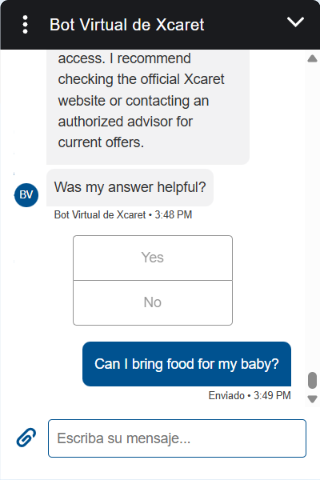 Bot Virtual de Xcaret
access. I recommend
checking the official Xcaret
website or contacting an
authorized advisor for
current offers.
Was my answer helpful?
BV
Bot Virtual de Xcaret • 3:48 PM
Yes
No
Can I bring food for my baby?
Enviado • 3:49 PM
Escriba su mensaje...